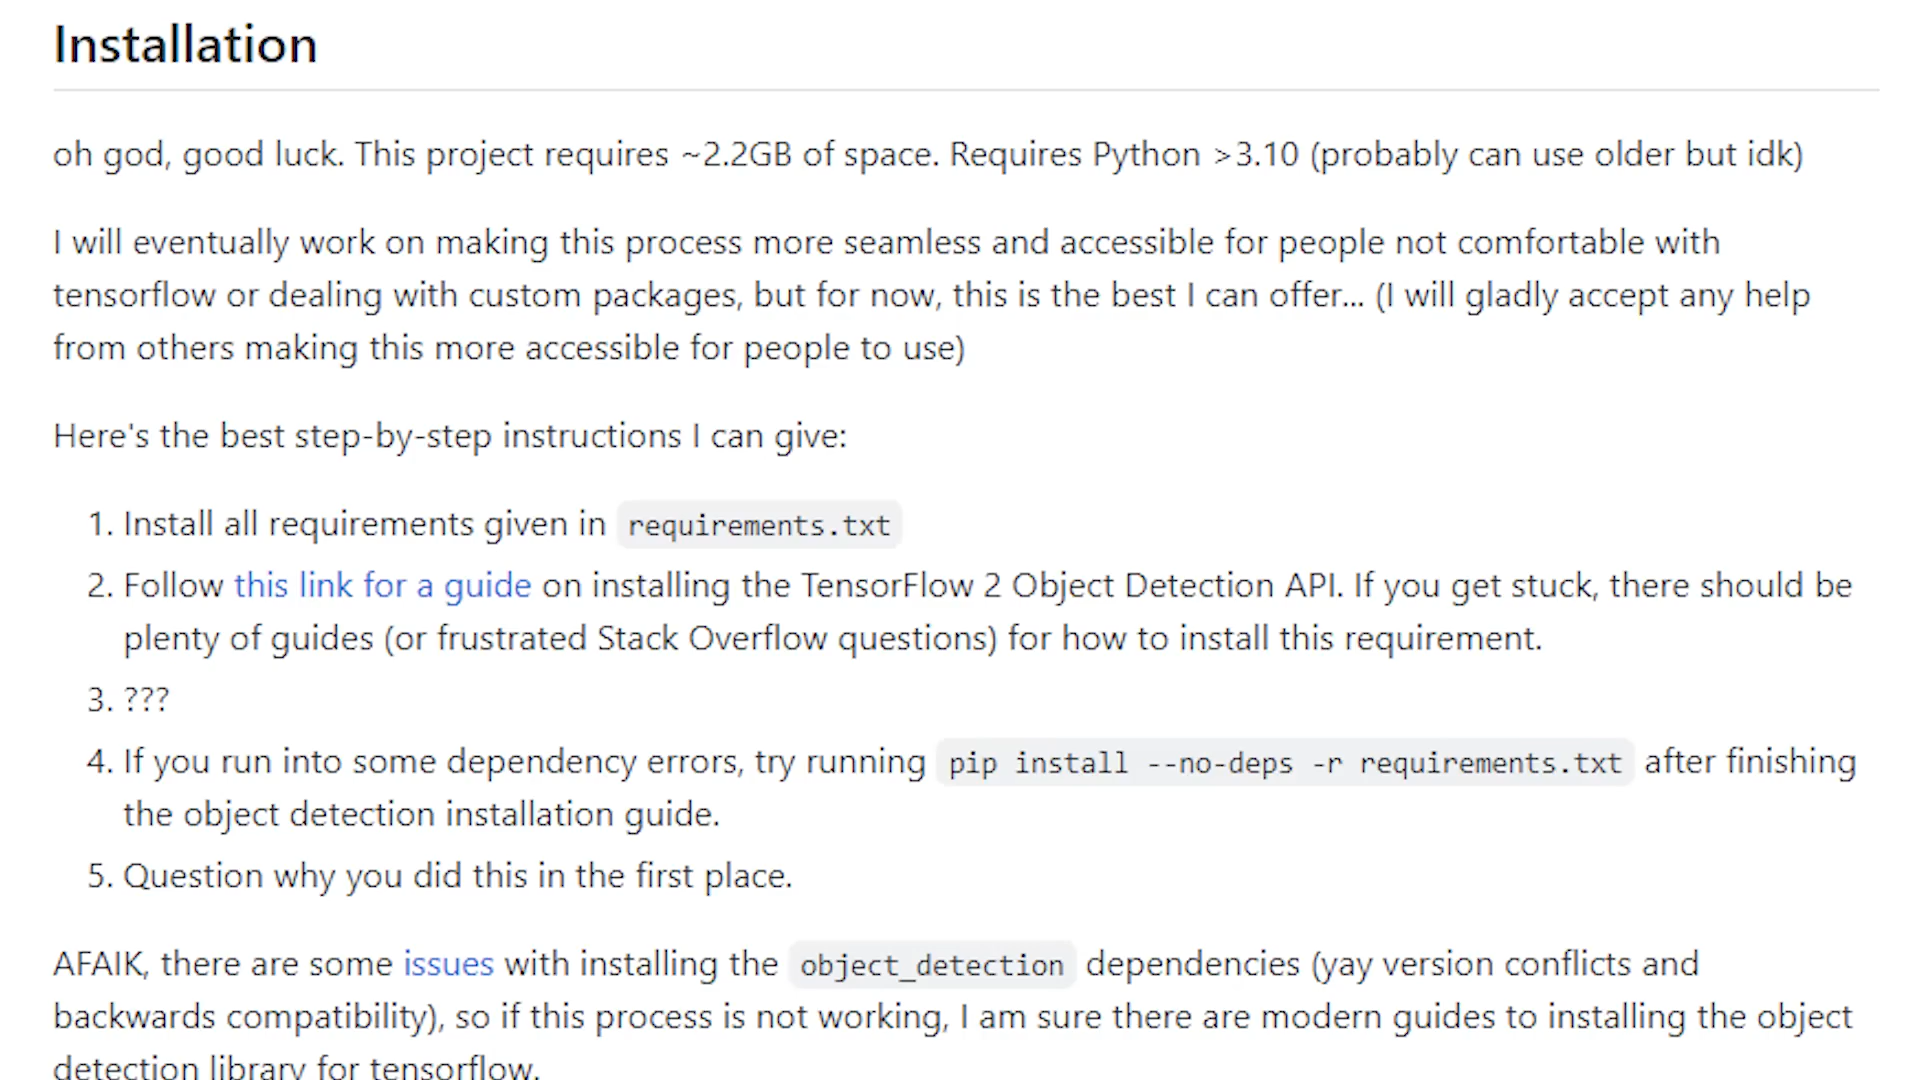 Installation
oh god, good luck. This project requires ~2.2GB of space. Requires Python >3.10 (probably can use older but idk)
I will eventually work on making this process more seamless and accessible for people not comfortable with
tensorflow or dealing with custom packages, but for now, this is the best I can offer... (I will gladly accept any help
from others making this more accessible for people to use)
Here's the best step-by-step instructions I can give:
1. Install all requirements given in requirements.txt
2. Follow this link for a guide on installing the TensorFlow 2 Object Detection API. If you get stuck, there should be
plenty of guides (or frustrated Stack Overflow questions) for how to install this requirement.
3. ???
4. If you run into some dependency errors, try running pip install --no-deps -r requirements.txt after finishing
the object detection installation guide.
5. Question why you did this in the first place.
AFAIK, there are some issues with installing the object_detection dependencies (yay version conflicts and
backwards compatibility), so if this process is not working, I am sure there are modern guides to installing the object
detection library for tensorflow.